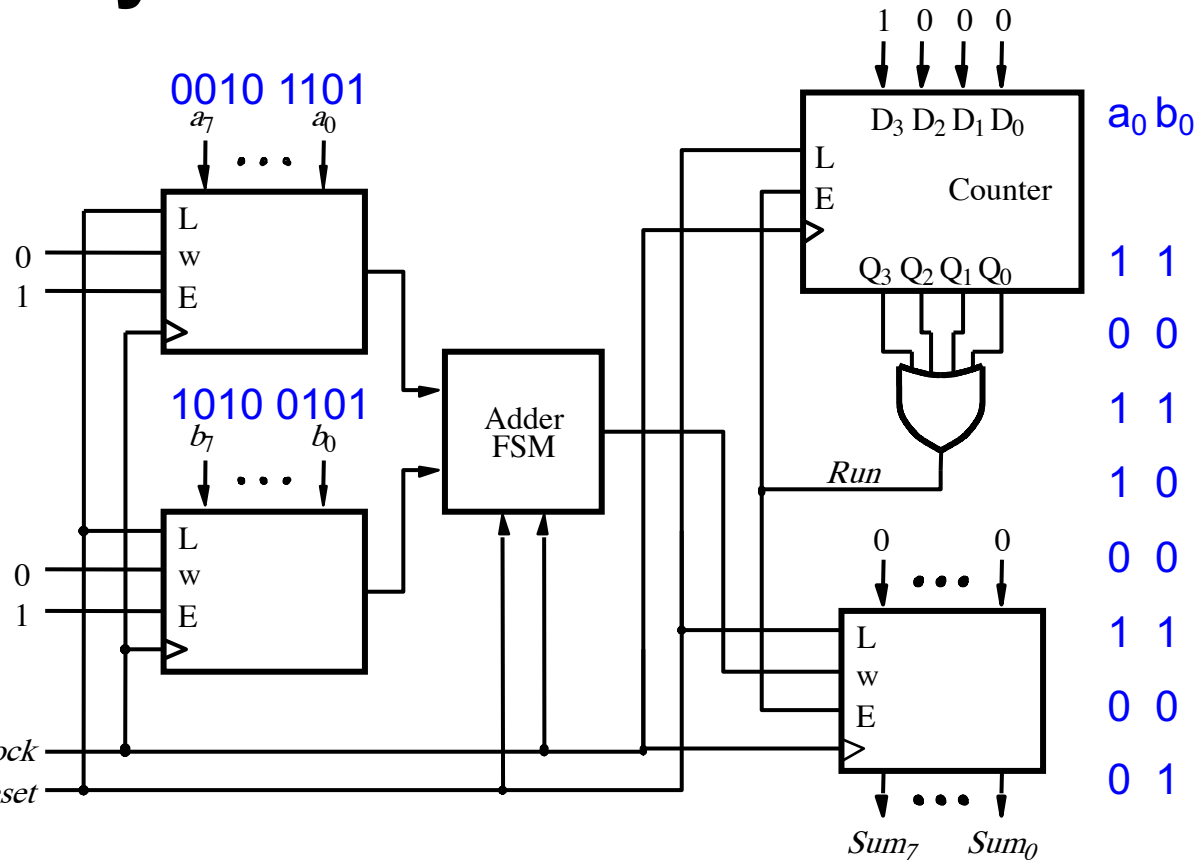 y
0010 1101
a7 a0
• • •
L
0 w
1 E
1010 0101
b7 b0
• • •
L
0 w
1 E
Adder
FSM
ock
set
1 0 0 0
D3 D2 D1 D0
L
E
Counter
Q3 Q2 Q1 Q0
Run
0 0
• • •
L
w
E
• • •
Sum7 Sum0
a0 b0
1 1
0 0
1 1
1 0
0 0
1 1
0 0
0 1